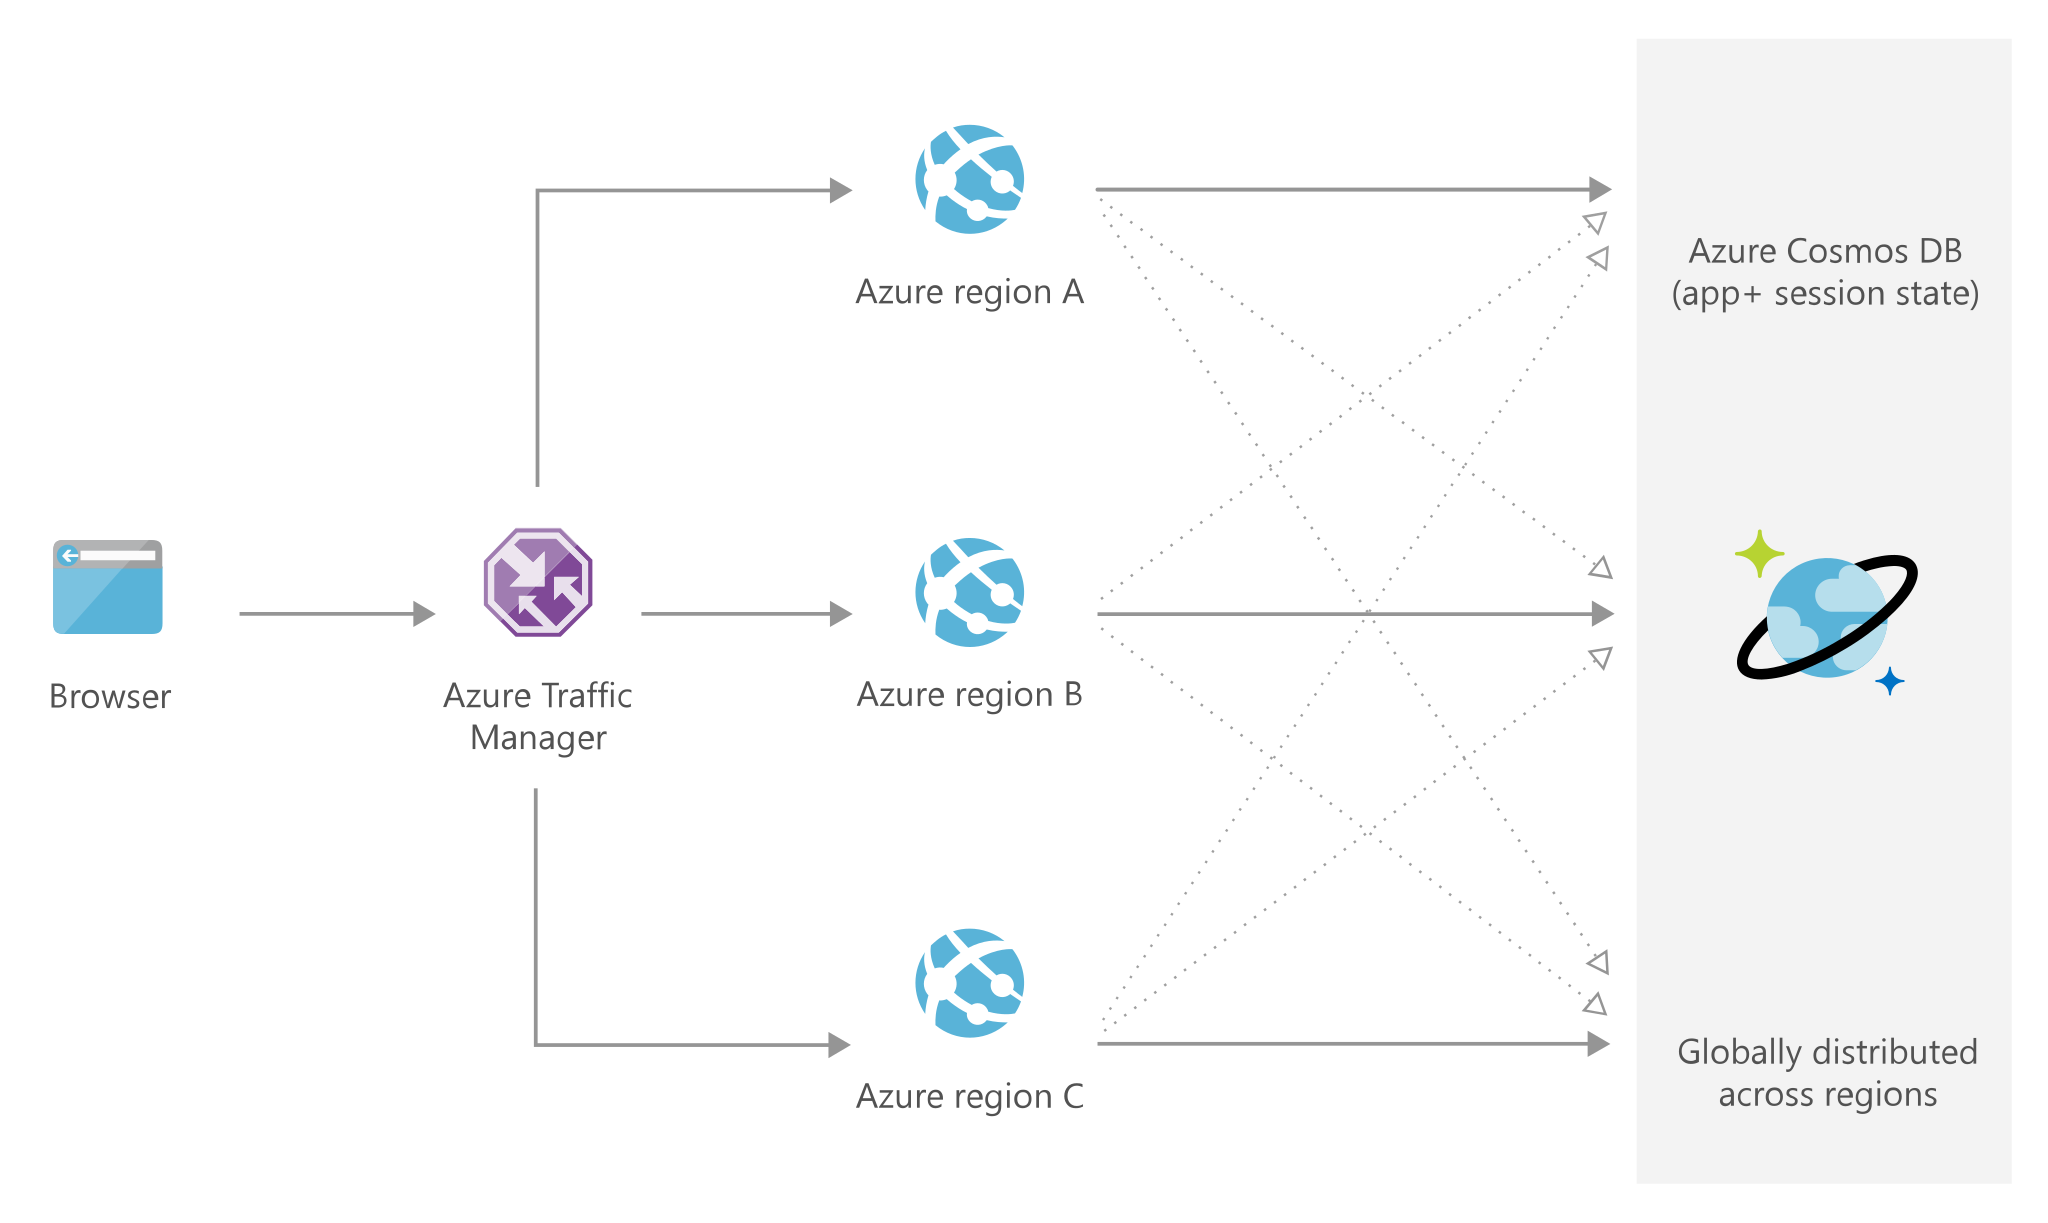 Azure region A
Azure Cosmos DB
(app+ session state)
Browser
Azure Traffic
Manager
Azure region B
Azure region C
Globally distributed
across regions